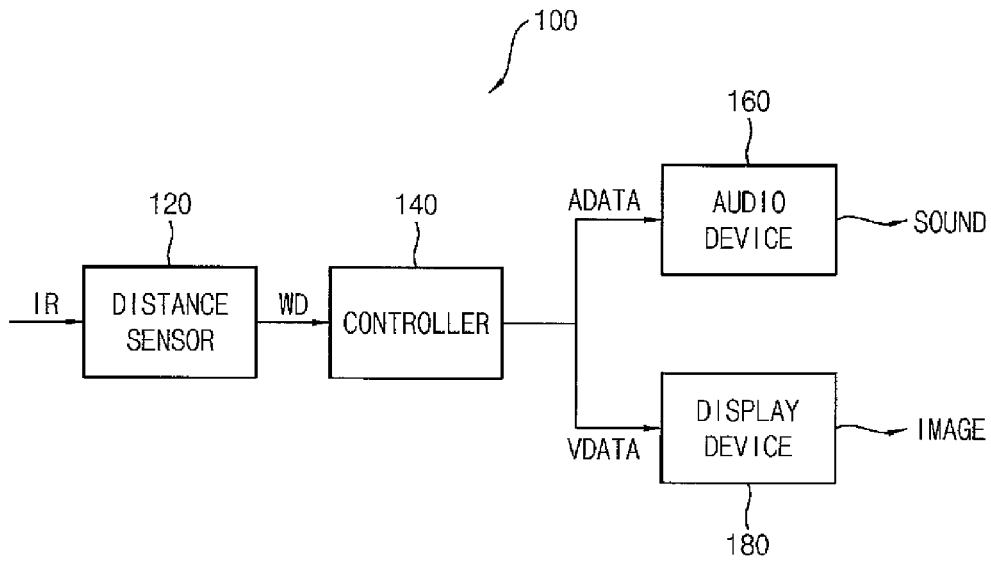 100
160
120
140
ADATA
AUDIO
DEVICE
SOUND
IR
DISTANCE
SENSOR
WD
CONTROLLER
VDATA
DISPLAY
DEVICE
IMAGE
180